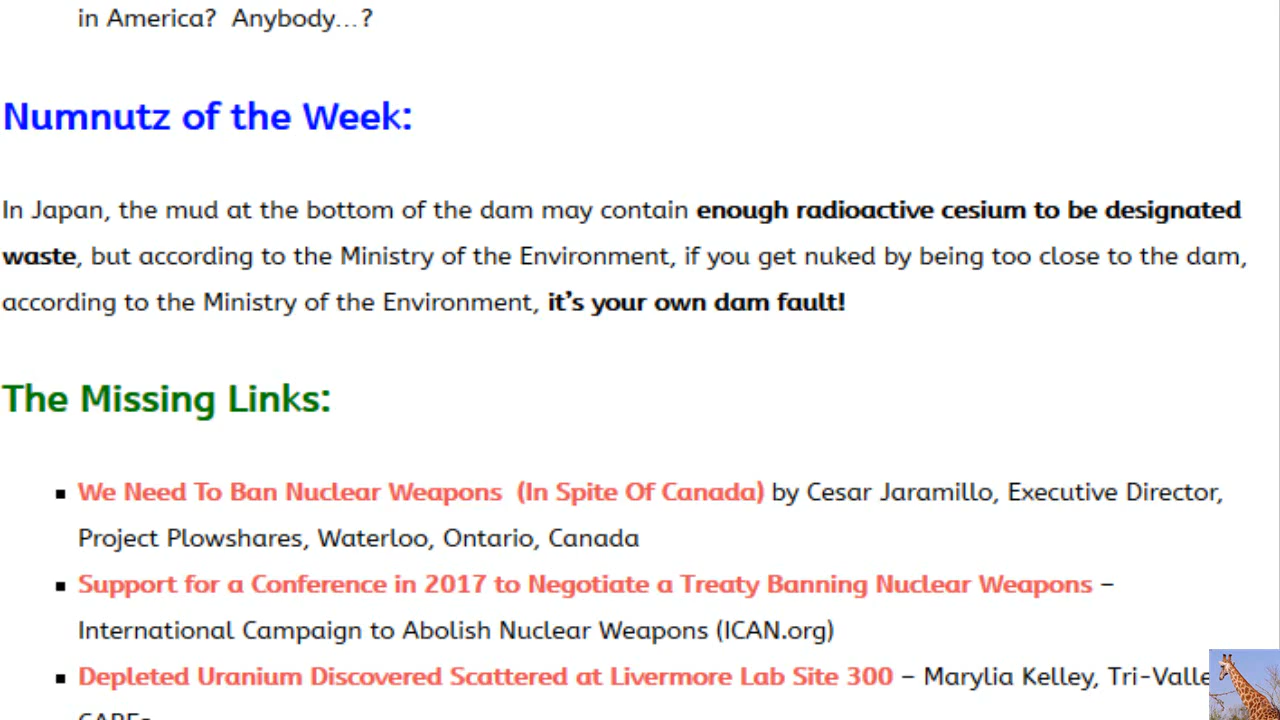 in America?  Anybody…?
Numnutz of the Week:
In Japan, the mud at the bottom of the dam may contain enough radioactive cesium to be designated
waste, but according to the Ministry of the Environment, if you get nuked by being too close to the dam,
according to the Ministry of the Environment, it’s your own dam fault!
The Missing Links:
▪ We Need To Ban Nuclear Weapons  (In Spite Of Canada) by Cesar Jaramillo, Executive Director,
Project Plowshares, Waterloo, Ontario, Canada
▪ Support for a Conference in 2017 to Negotiate a Treaty Banning Nuclear Weapons –
International Campaign to Abolish Nuclear Weapons (ICAN.org)
▪ Depleted Uranium Discovered Scattered at Livermore Lab Site 300 – Marylia Kelley,